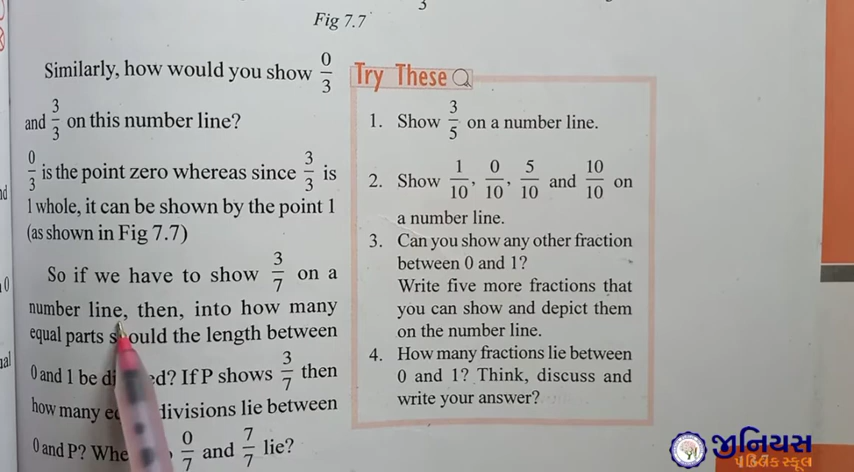 3
Fig 7.7
Similarly, how would you show 0/3
and 3/3 on this number line?
0/3 is the point zero whereas since 3/3 is
1 whole, it can be shown by the point 1
(as shown in Fig 7.7)
So if we have to show 3/7 on a
number line, then, into how many
equal parts should the length between
0 and 1 be ed? If P shows 3/7 then
how many divisions lie between
0 and P? 0/7 and 7/7 lie?
Try These
1. Show 3/5 on a number line.
2. Show 1/10, 0/10, 5/10 and 10/10 on
a number line.
3. Can you show any other fraction
between 0 and 1?
Write five more fractions that
you can show and depict them
on the number line.
4. How many fractions lie between
0 and 1? Think, discuss and
write your answer?
જીનિયસ
પબ્લિક સ્કૂલ